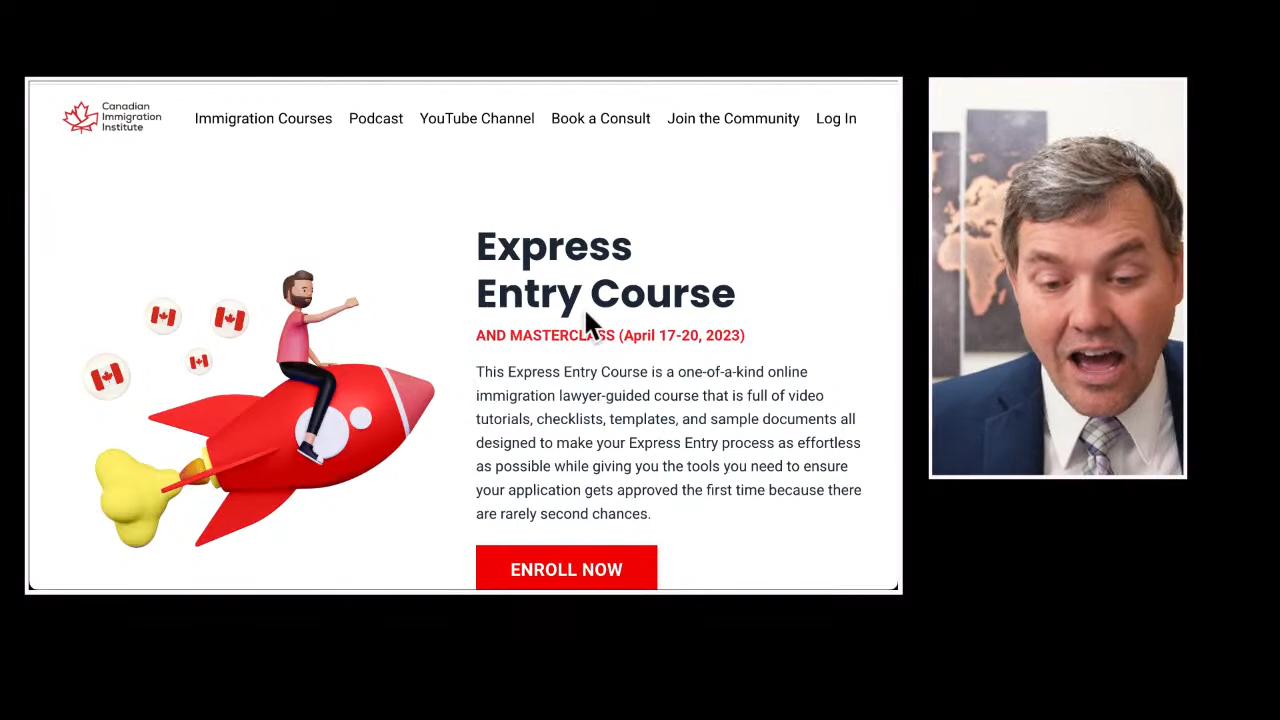 Canadian
Immigration
Institute
Immigration Courses
Podcast
YouTube Channel
Book a Consult
Join the Community
Log In
Express
Entry Course
AND MASTERCLASS (April 17-20, 2023)
This Express Entry Course is a one-of-a-kind online
immigration lawyer-guided course that is full of video
tutorials, checklists, templates, and sample documents all
designed to make your Express Entry process as effortless
as possible while giving you the tools you need to ensure
your application gets approved the first time because there
are rarely second chances.
ENROLL NOW